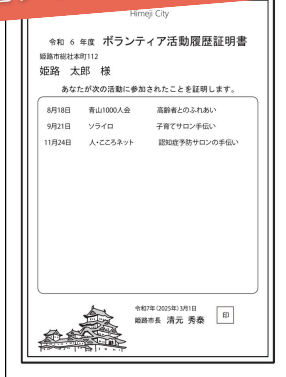 Himeji City
令和 6 年度 ボランティア活動履歴証明書
姫路市総社本町112
姫路 太郎 様
あなたが次の活動に参加されたことを証明します。
8月18日 青山1000人会 高齢者とのふれあい
9月21日 ソライロ 子育てサロン手伝い
11月24日 人・こころネット 認知症予防サロンの手伝い
令和7年(2025年)3月1日
姫路市長 清元 秀泰 印